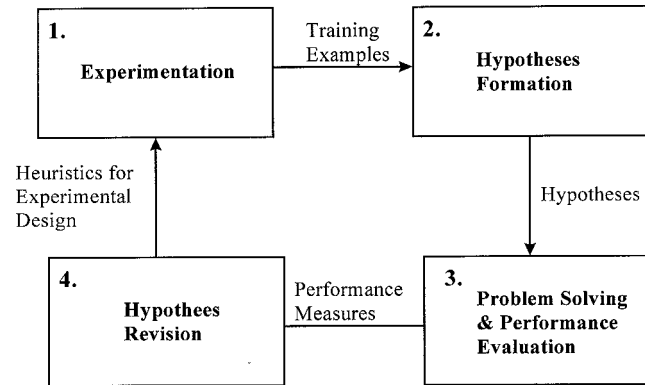 1.
Experimentation
Training
Examples
2.
Hypotheses
Formation
Heuristics for
Experimental
Design
Hypotheses
4.
Hypothees
Revision
Performance
Measures
3.
Problem Solving
& Performance
Evaluation